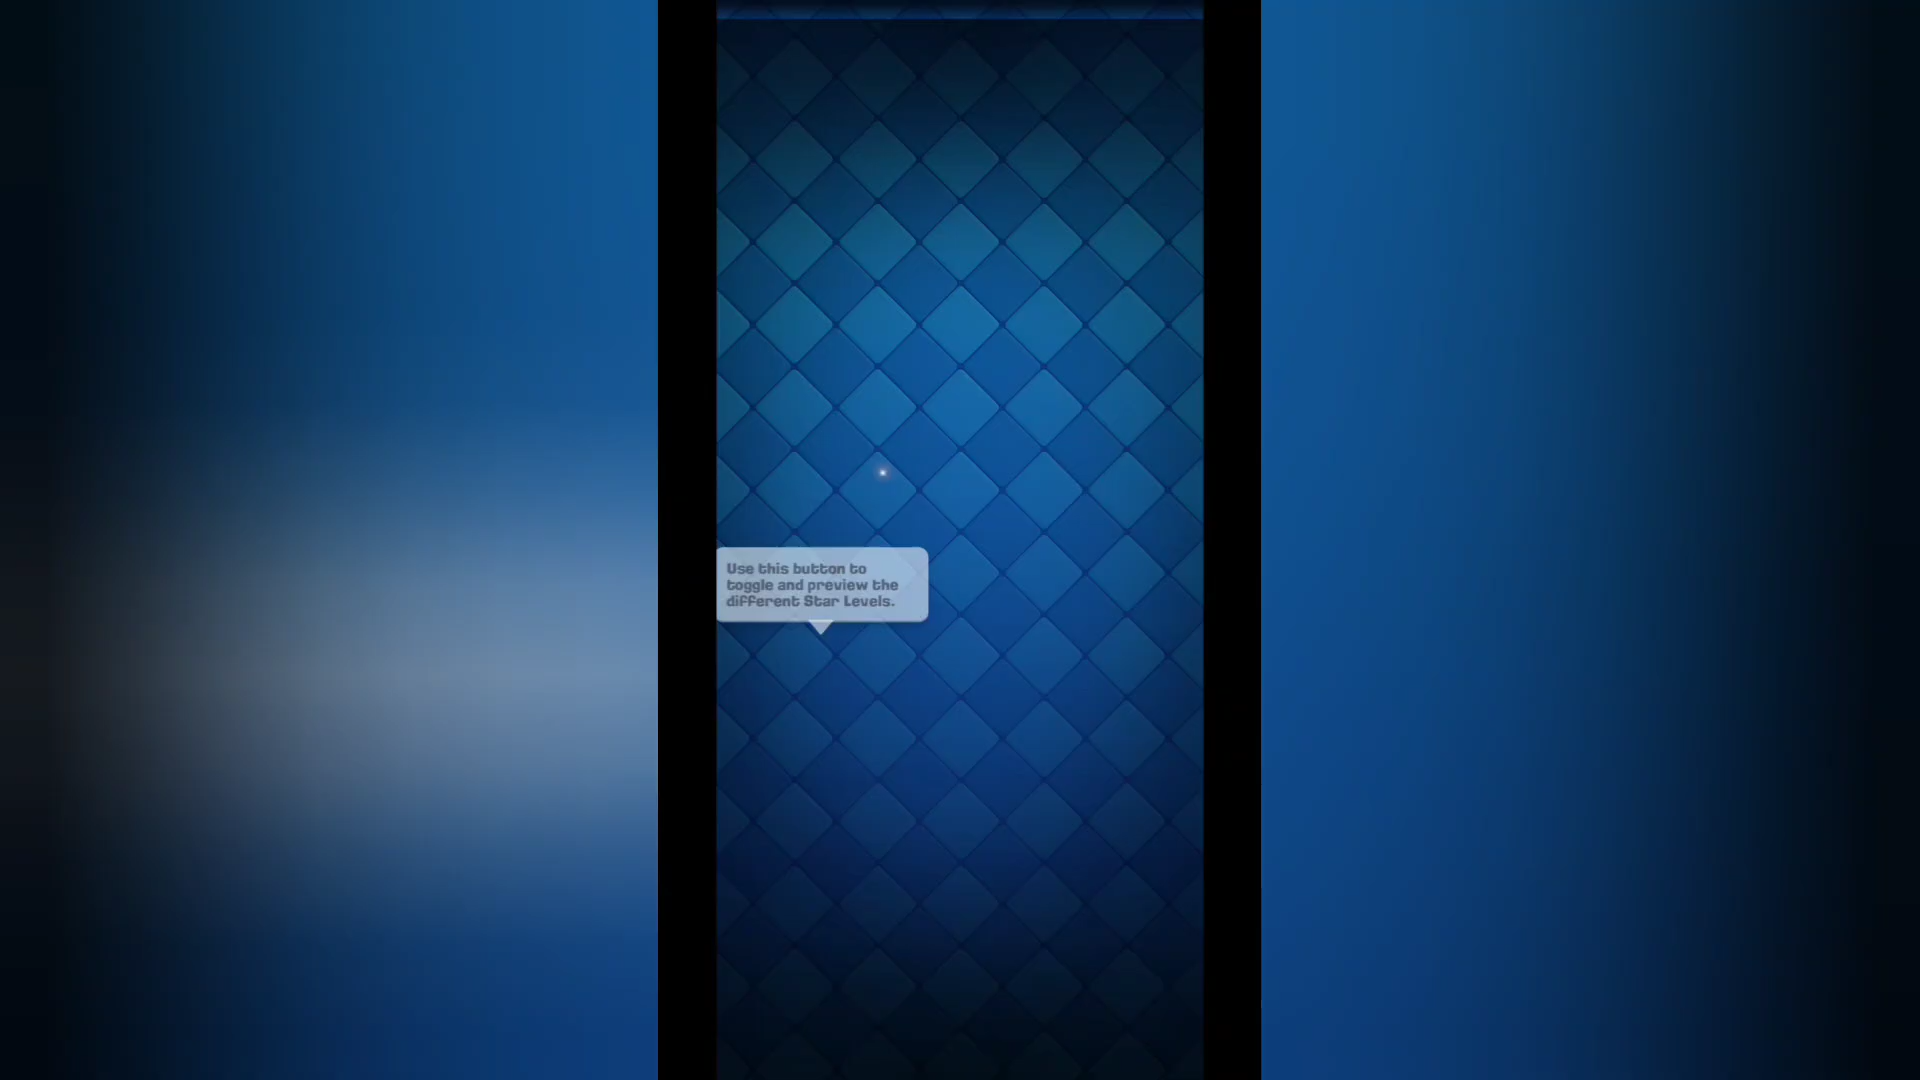 Use this button to
toggle and preview the
different Star Levels.